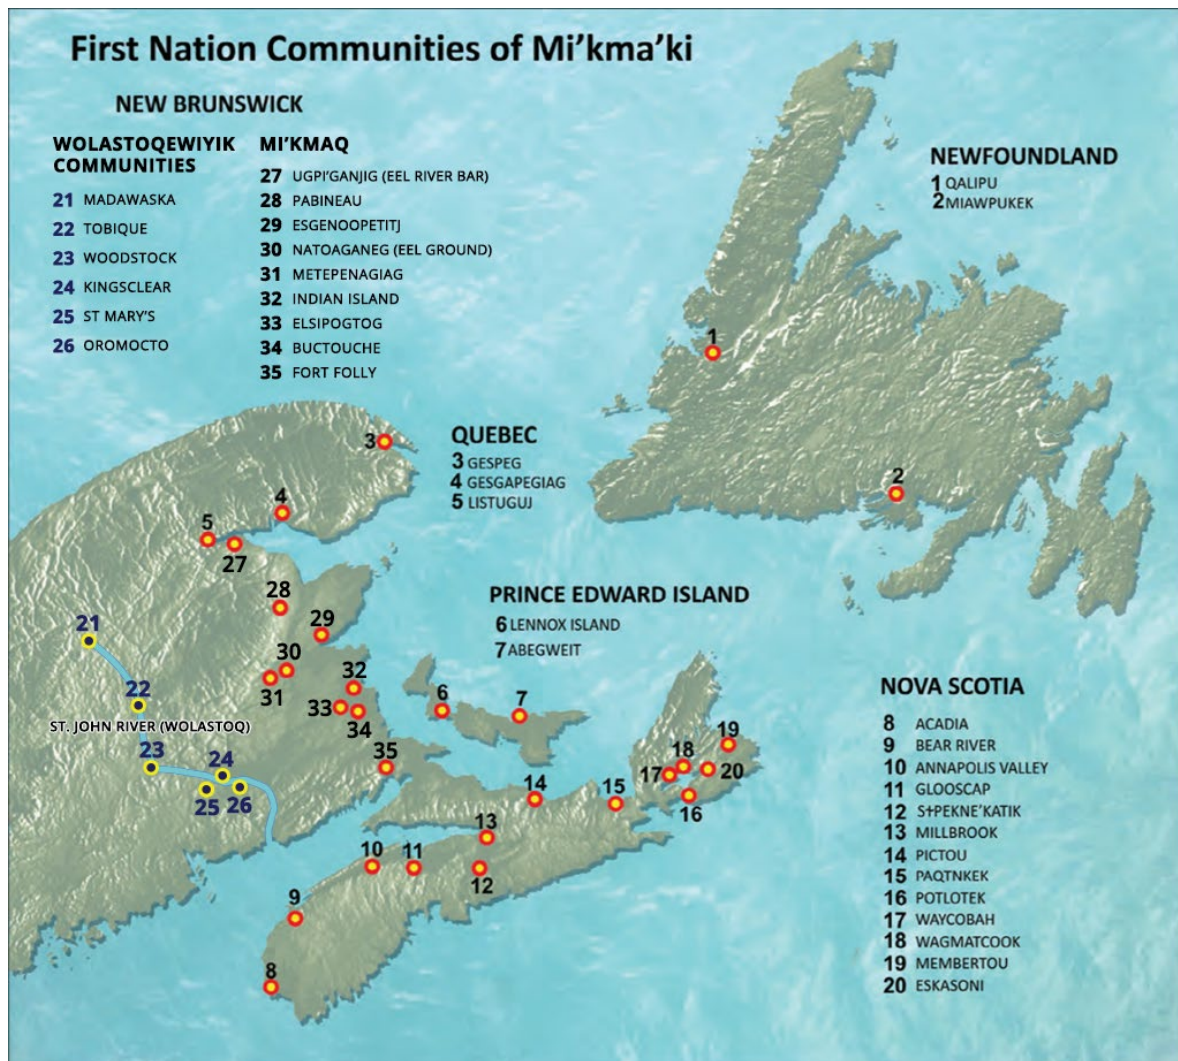 First Nation Communities of Mi’kma’ki
NEW BRUNSWICK
WOLASTOQEWIYIK
COMMUNITIES
21 MADAWASKA
22 TOBIQUE
23 WOODSTOCK
24 KINGSCLEAR
25 ST MARY’S
26 OROMOCTO
MI’KMAQ
27 UGPI’GANJIG (EEL RIVER BAR)
28 PABINEAU
29 ESGENOOPETITJ
30 NATOAGANEG (EEL GROUND)
31 METEPENAGIAG
32 INDIAN ISLAND
33 ELSIPOGTOG
34 BUCTOUCHE
35 FORT FOLLY
NEWFOUNDLAND
1 QALIPU
2 MIAWPUKEK
1
2
QUEBEC
3 GESPEG
4 GESGAPEGIAG
5 LISTUGUJ
3
4
5
27
28
29
21
30
31
22
32
33
34
ST. JOHN RIVER (WOLASTOQ)
23
24
25
26
35
PRINCE EDWARD ISLAND
6 LENNOX ISLAND
7 ABEGWEIT
6
7
19
18
17
20
16
15
14
13
12
11
10
9
8
NOVA SCOTIA
8 ACADIA
9 BEAR RIVER
10 ANNAPOLIS VALLEY
11 GLOOSCAP
12 SɨPEKNE’KATIK
13 MILLBROOK
14 PICTOU
15 PAQTNKEK
16 POTLOTEK
17 WAYCOBAH
18 WAGMATCOOK
19 MEMBERTOU
20 ESKASONI